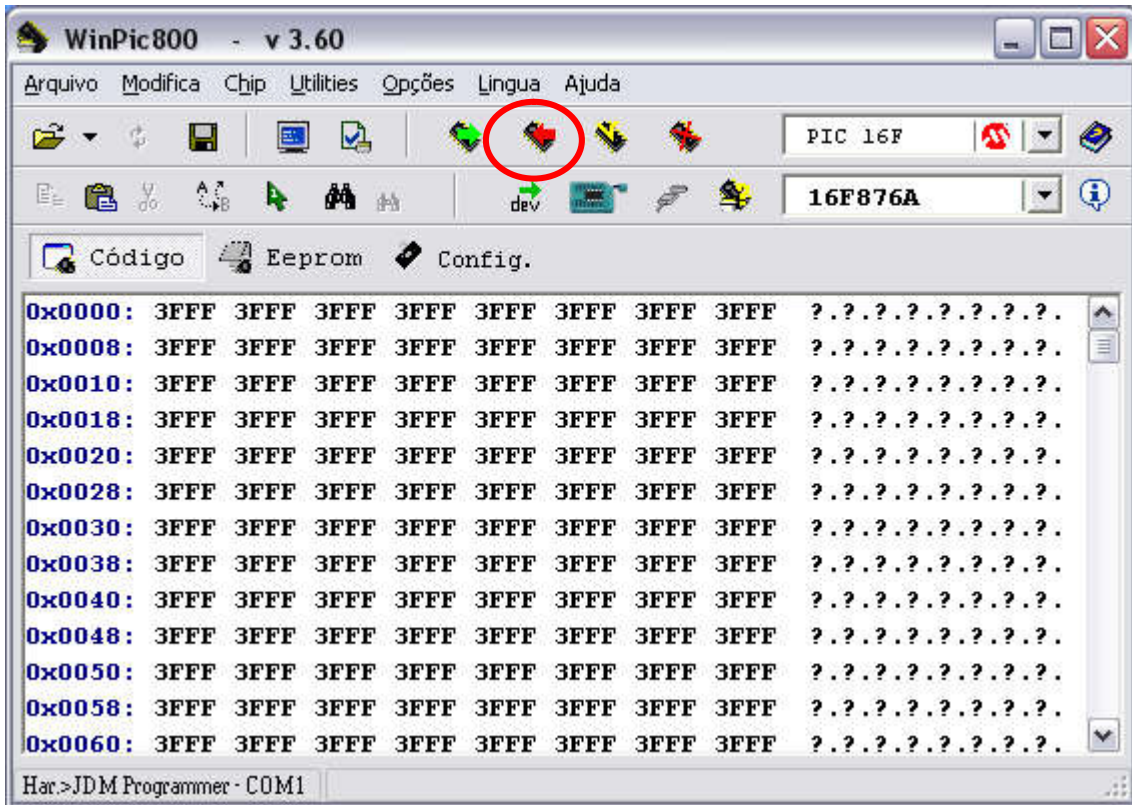 WinPic800 - v 3.60
Arquivo Modifica Chip Utilities Opções Lingua Ajuda
PIC 16F
dev 16F876A
Código Eeprom Config.
0x0000: 3FFF 3FFF 3FFF 3FFF 3FFF 3FFF 3FFF 3FFF ?.?.?.?.?.?.?.?.
0x0008: 3FFF 3FFF 3FFF 3FFF 3FFF 3FFF 3FFF 3FFF ?.?.?.?.?.?.?.?.
0x0010: 3FFF 3FFF 3FFF 3FFF 3FFF 3FFF 3FFF 3FFF ?.?.?.?.?.?.?.?.
0x0018: 3FFF 3FFF 3FFF 3FFF 3FFF 3FFF 3FFF 3FFF ?.?.?.?.?.?.?.?.
0x0020: 3FFF 3FFF 3FFF 3FFF 3FFF 3FFF 3FFF 3FFF ?.?.?.?.?.?.?.?.
0x0028: 3FFF 3FFF 3FFF 3FFF 3FFF 3FFF 3FFF 3FFF ?.?.?.?.?.?.?.?.
0x0030: 3FFF 3FFF 3FFF 3FFF 3FFF 3FFF 3FFF 3FFF ?.?.?.?.?.?.?.?.
0x0038: 3FFF 3FFF 3FFF 3FFF 3FFF 3FFF 3FFF 3FFF ?.?.?.?.?.?.?.?.
0x0040: 3FFF 3FFF 3FFF 3FFF 3FFF 3FFF 3FFF 3FFF ?.?.?.?.?.?.?.?.
0x0048: 3FFF 3FFF 3FFF 3FFF 3FFF 3FFF 3FFF 3FFF ?.?.?.?.?.?.?.?.
0x0050: 3FFF 3FFF 3FFF 3FFF 3FFF 3FFF 3FFF 3FFF ?.?.?.?.?.?.?.?.
0x0058: 3FFF 3FFF 3FFF 3FFF 3FFF 3FFF 3FFF 3FFF ?.?.?.?.?.?.?.?.
0x0060: 3FFF 3FFF 3FFF 3FFF 3FFF 3FFF 3FFF 3FFF ?.?.?.?.?.?.?.?.
Har.>JDM Programmer - COM1